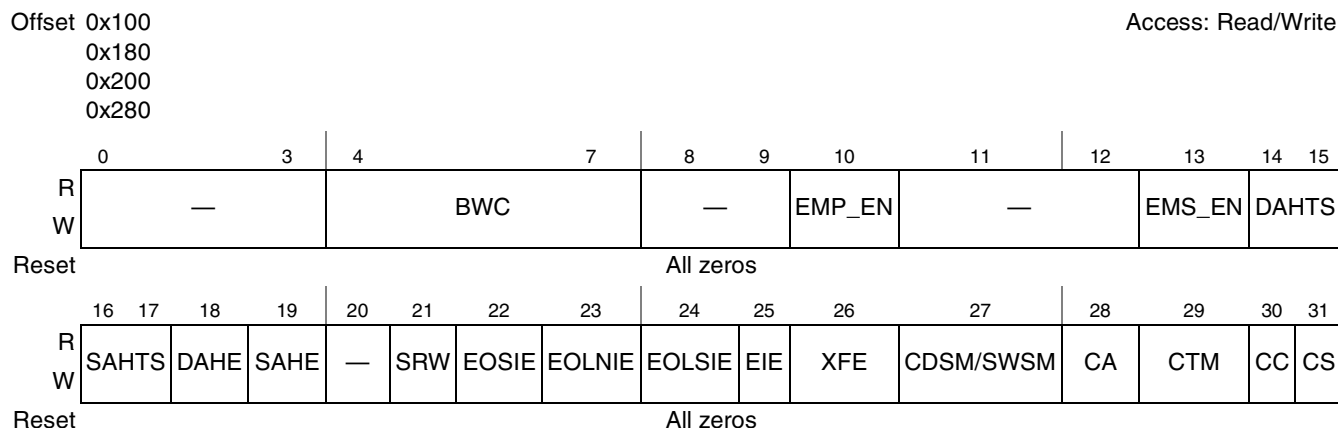 Offset 0x100 Access: Read/Write
0x180
0x200
0x280
0 3 4 7 8 9 10 11 12 13 14 15
R
W
— BWC — EMP_EN — EMS_EN DAHTS
Reset All zeros
16 17 18 19 20 21 22 23 24 25 26 27 28 29 30 31
R
W
SAHTS DAHE SAHE — SRW EOSIE EOLNIE EOLSIE EIE XFE CDSM/SWSM CA CTM CC CS
Reset All zeros